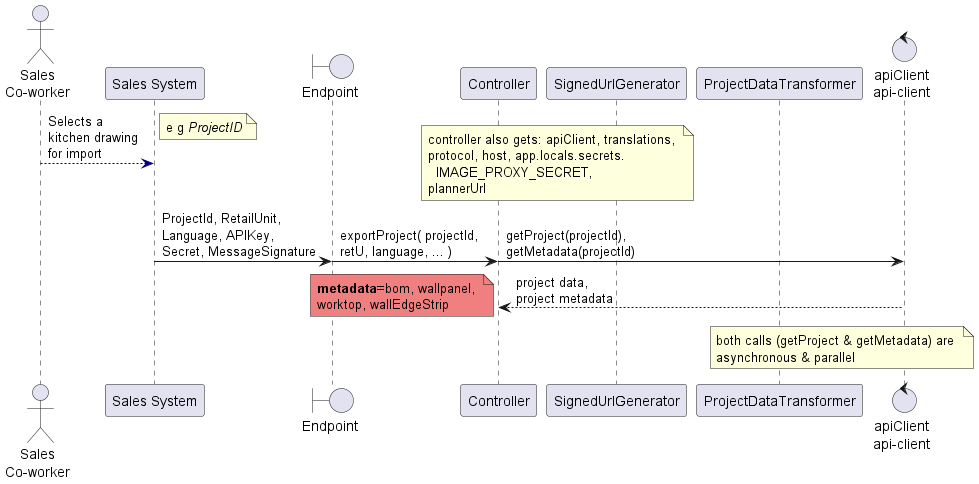 Sales
Co-worker
Sales System
Endpoint
Controller
SignedUrlGenerator
ProjectDataTransformer
apiClient
api-client
Selects a
kitchen drawing
for import
e g ProjectID
controller also gets: apiClient, translations,
protocol, host, app.locals.secrets.
IMAGE_PROXY_SECRET,
plannerUrl
ProjectId, RetailUnit,
Language, APIKey,
Secret, MessageSignature
exportProject( projectId,
retU, language, ... )
getProject(projectId),
getMetadata(projectId)
metadata=bom, wallpanel,
worktop, wallEdgeStrip
project data,
project metadata
both calls (getProject & getMetadata) are
asynchronous & parallel
Sales
Co-worker
Sales System
Endpoint
Controller
SignedUrlGenerator
ProjectDataTransformer
apiClient
api-client